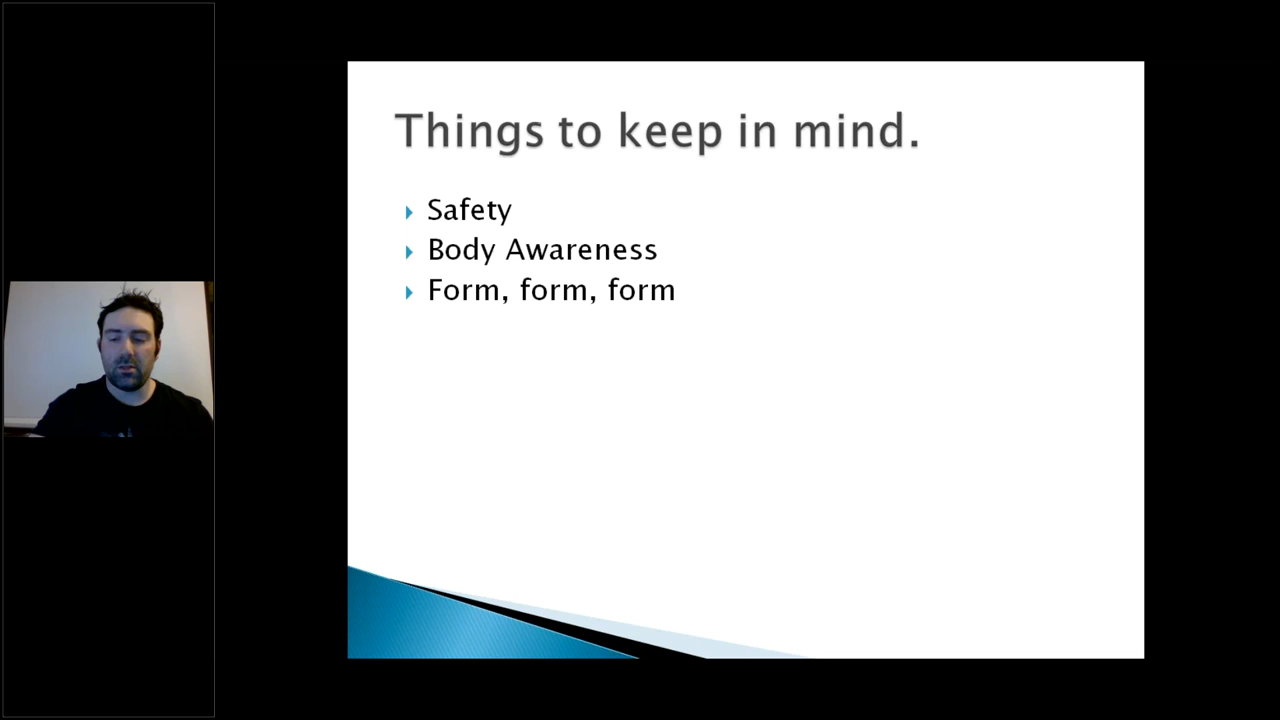 Things to keep in mind.
Safety
Body Awareness
Form, form, form